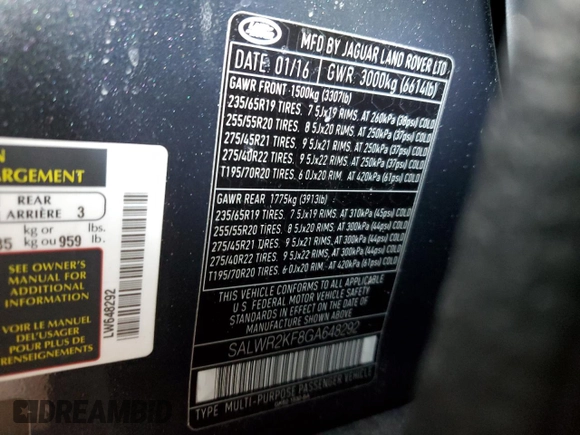 N
ARGEMENT
REAR
ARRIÈRE 3
kg or lbs.
35 kg ou 959 lb.
SEE OWNER'S
MANUAL FOR
ADDITIONAL
INFORMATION
VOIR LE MANUEL
DEL'USAGER
POUR PLUS DE
LW648292
LAND ROVER
MFD BY JAGUAR LAND ROVER LTD
DATE: 01/16 GWR 3000kg (6614lb)
GAWR FRONT 1500kg (3307lb)
235/65R19 TIRES. 7 5Jx19 RIMS. AT 260kPa (38psi) COLD
255/55R20 TIRES. 8 5Jx20 RIMS. AT 250kPa (37psi) COLD
275/45R21 TIRES. 9 5Jx21 RIMS. AT 250kPa (37psi) COLD
275/40R22 TIRES. 9 5Jx22 RIMS. AT 250kPa (37psi) COLD
T195/70R20 TIRES. 6 0Jx20 RIM. AT 420kPa (61psi) COLD
GAWR REAR 1775kg (3913lb)
235/65R19 TIRES. 7 5Jx19 RIMS. AT 310kPa (45psi) COLD
255/55R20 TIRES. 8 5Jx20 RIMS. AT 300kPa (44psi) COLD
275/45R21 TIRES. 9 5Jx21 RIMS. AT 300kPa (44psi) COLD
275/40R22 TIRES. 9 5Jx22 RIMS. AT 300kPa (44psi) COLD
T195/70R20 TIRES. 6 0Jx20 RIM. AT 420kPa (61psi) COLD
THIS VEHICLE CONFORMS TO ALL APPLICABLE
U S FEDERAL MOTOR VEHICLE SAFETY
STANDARDS IN EFFECT ON THE DATE OF
MANUFACTURE SHOWN ABOVE
SALWR2KF8GA648292
TYPE MULTI-PURPOSE PASSENGER VEHICLE
DREAMBID